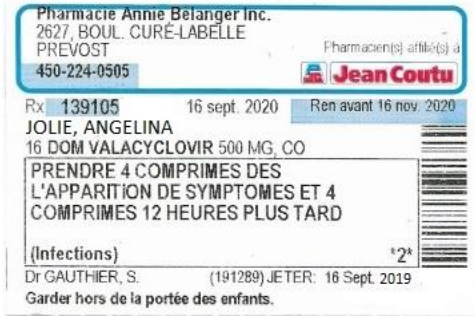 Pharmacie Annie Bélanger Inc.
2627, BOUL. CURÉ-LABELLE
PREVOST
Pharmacien(s) affilié(s) à
450-224-0505
Jean Coutu
Rx 139105 16 sept. 2020 Ren avant 16 nov. 2020
JOLIE, ANGELINA
16 DOM VALACYCLOVIR 500 MG, CO
PRENDRE 4 COMPRIMES DES
L'APPARITION DE SYMPTOMES ET 4
COMPRIMES 12 HEURES PLUS TARD
(Infections) *2*
Dr GAUTHIER, S. (191289) JETER: 16 Sept. 2019
Garder hors de la portée des enfants.